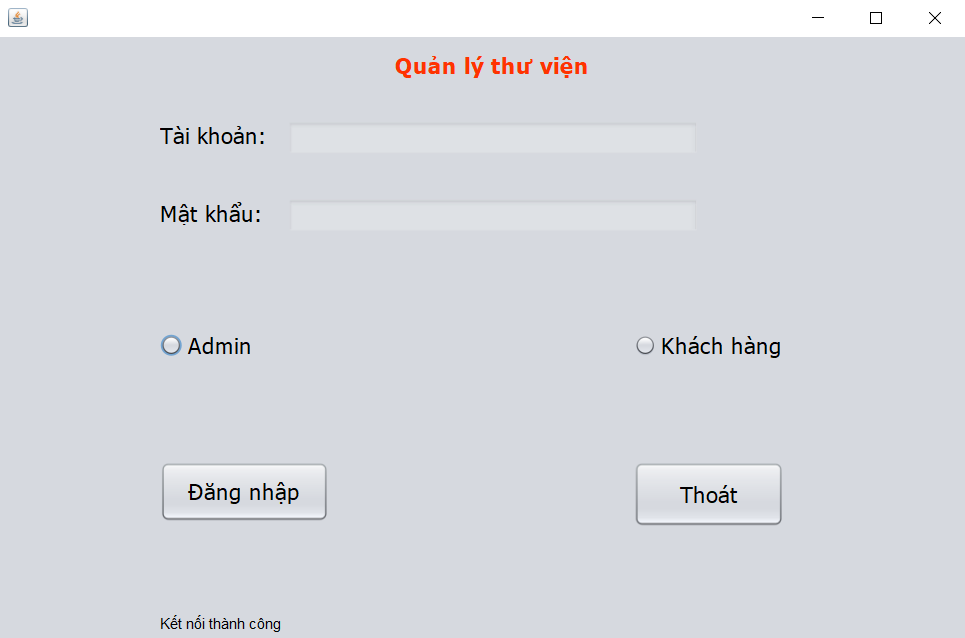 Quản lý thư viện
Tài khoản:
Mật khẩu:
Admin
Khách hàng
Đăng nhập
Thoát
Kết nối thành công